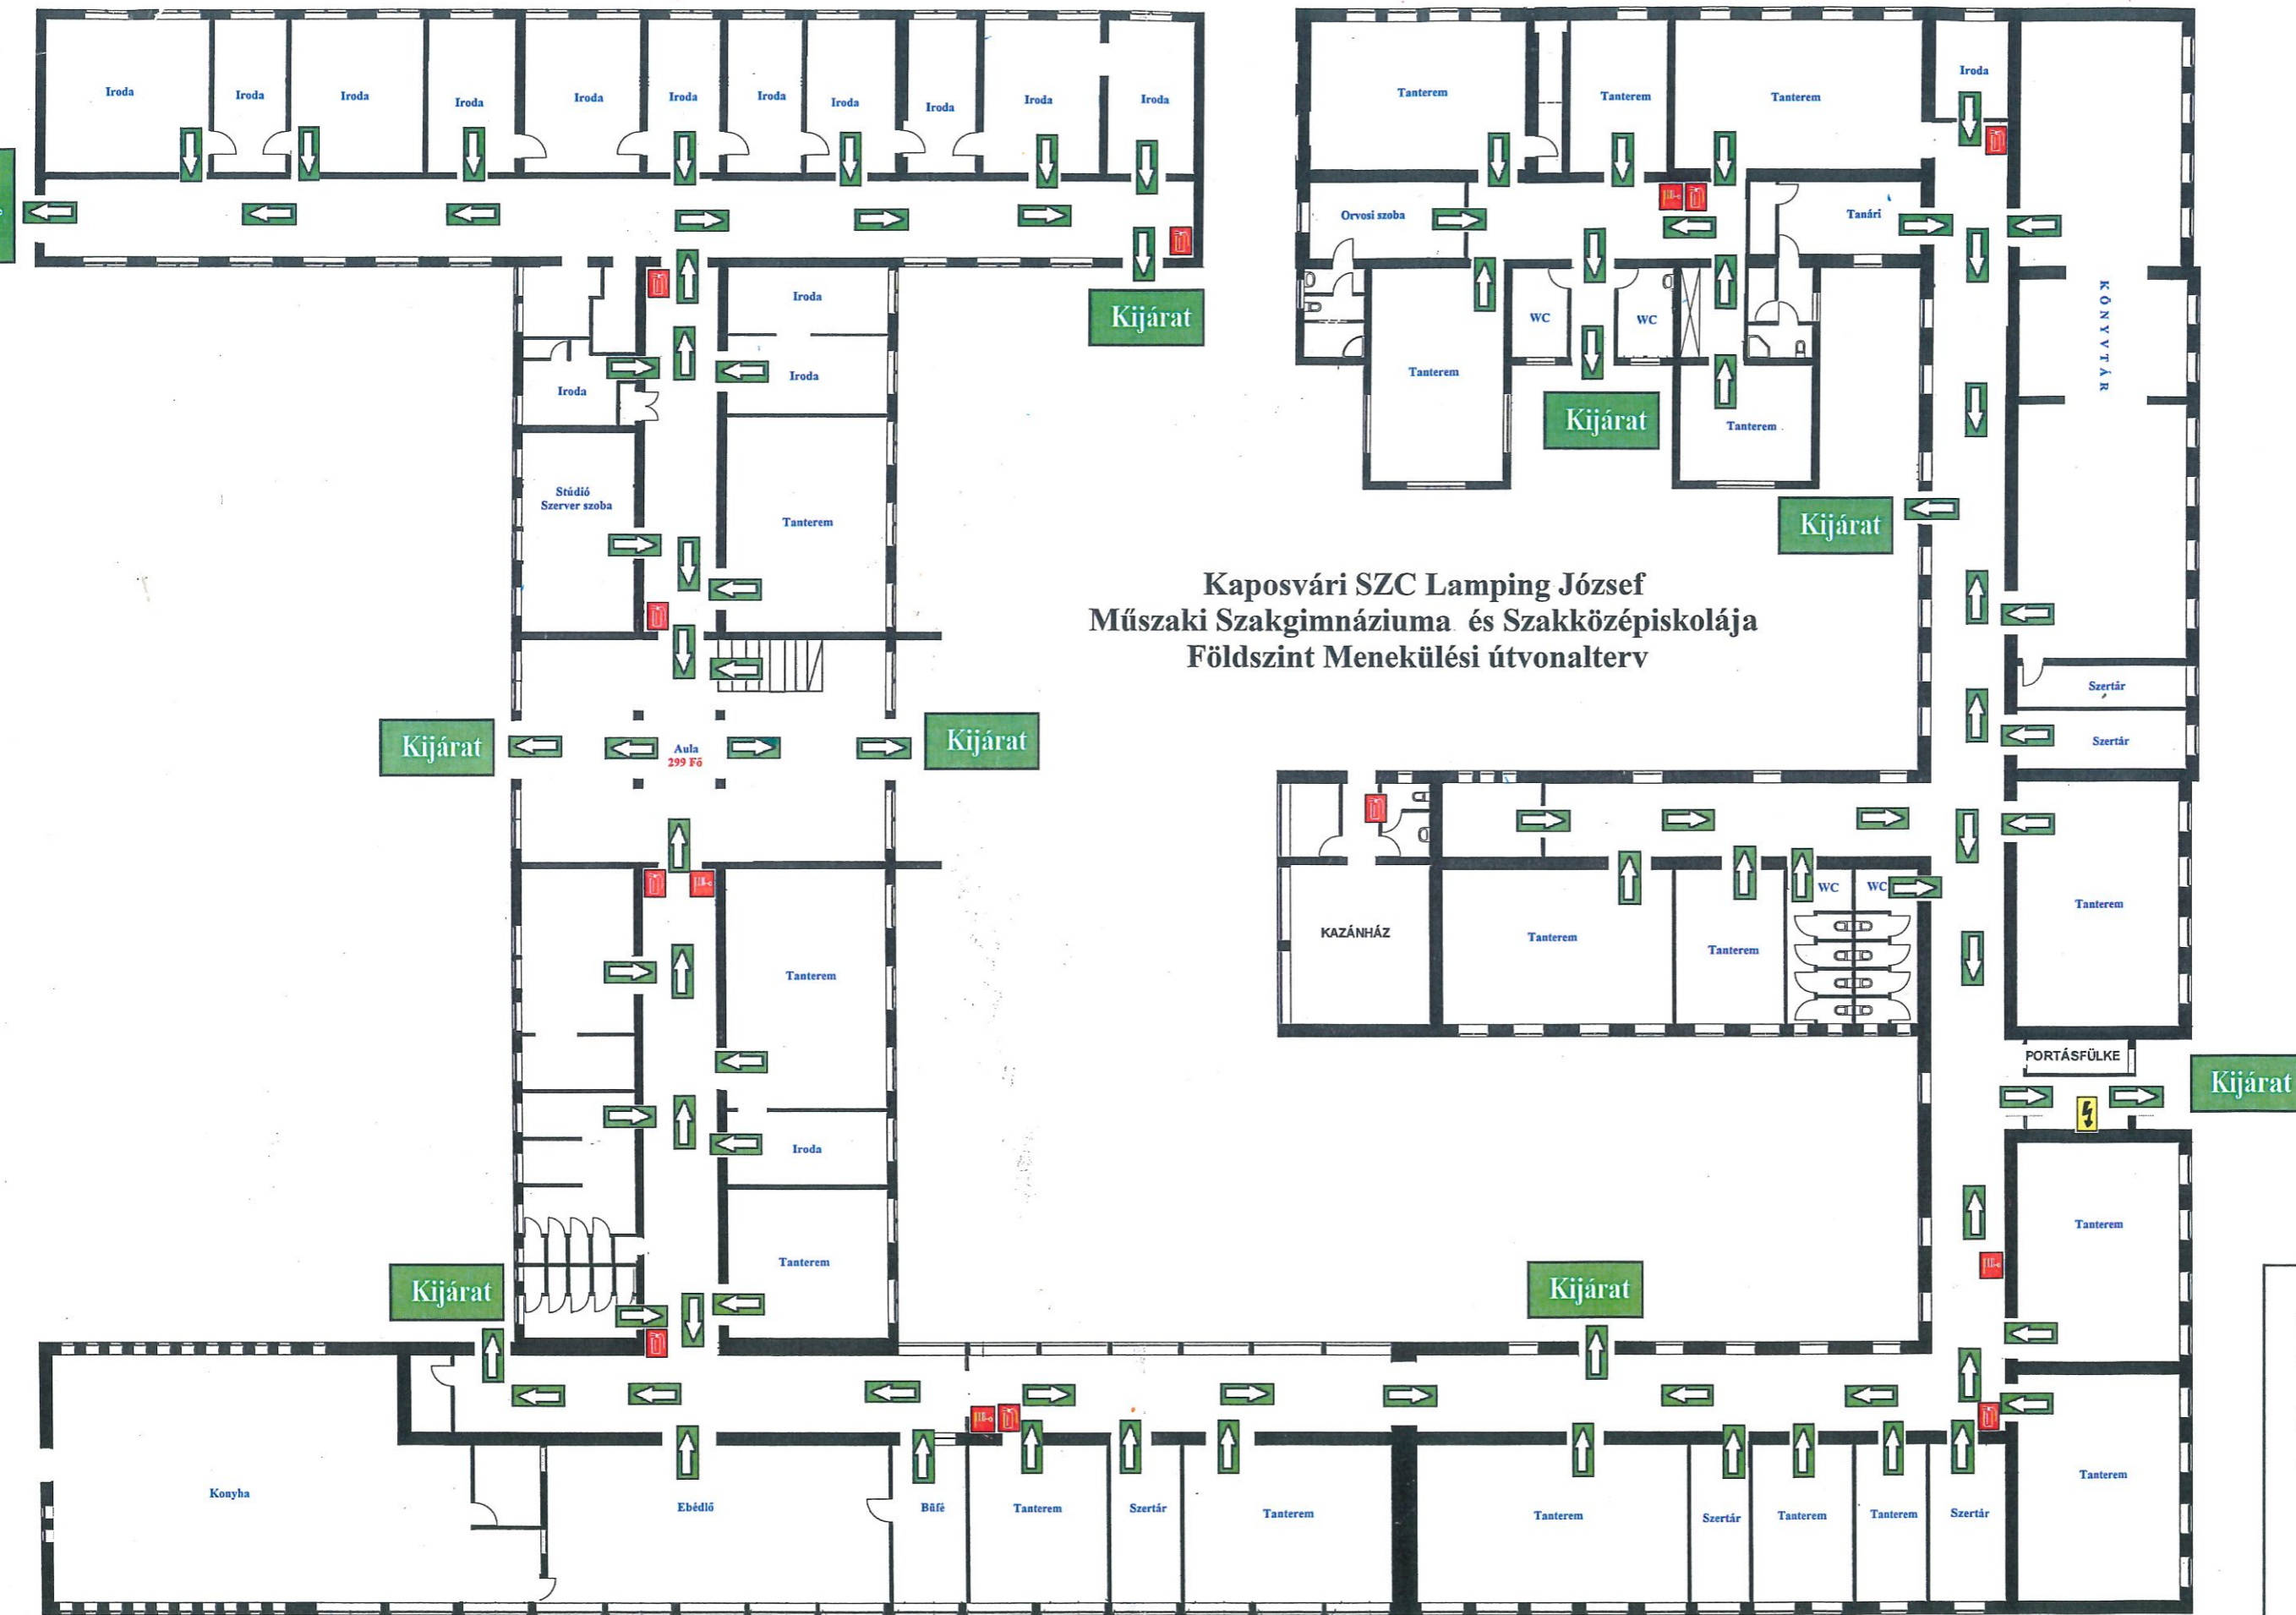 Iroda
Iroda
Iroda
Iroda
Iroda
Iroda
Iroda
Iroda
Iroda
Iroda
Iroda
Kijárat
Iroda
Iroda
Iroda
Stúdió
Szerver szoba
Tanterem
Kijárat
Aula
299 Fő
Kijárat
Tanterem
Iroda
Tanterem
Kijárat
Tanterem
Tanterem
Tanterem
Iroda
Orvosi szoba
Tanári
WC
WC
Tanterem
Kijárat
Tanterem
KÖNYVTÁR
Kijárat
Kaposvári SZC Lamping József
Műszaki Szakgimnáziuma és Szakközépiskolája
Földszint Menekülési útvonalterv
Szertár
Szertár
KAZÁNHÁZ
Tanterem
Tanterem
WC
WC
Tanterem
PORTÁSFÜLKE
Kijárat
Tanterem
Kijárat
Tanterem
Konyha
Ebédlő
Büfé
Tanterem
Szertár
Tanterem
Tanterem
Szertár
Tanterem
Tanterem
Szertár